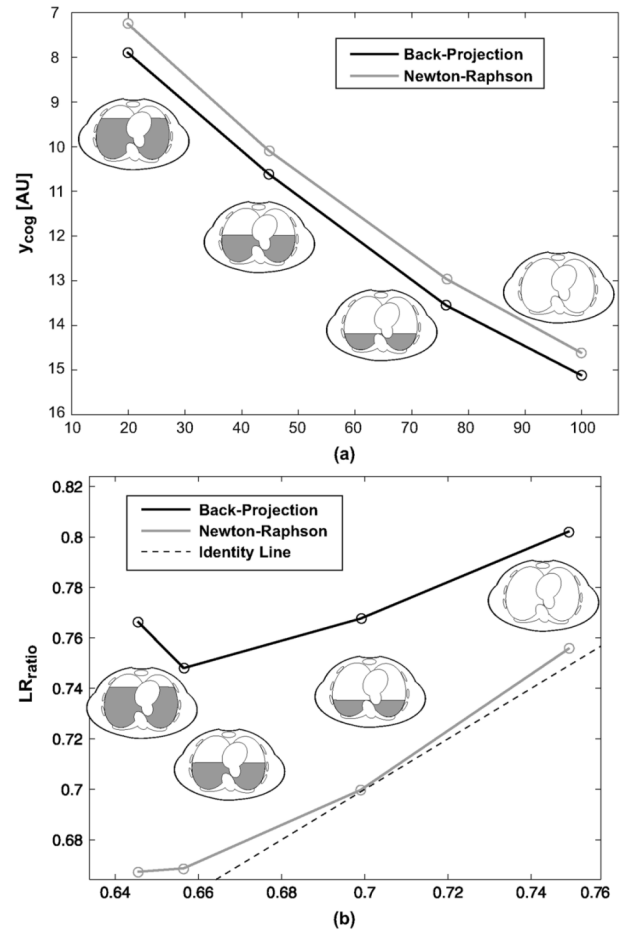 7
8
9
10
11
12
13
14
15
16
y_cog [AU]
Back-Projection
Newton-Raphson
10 20 30 40 50 60 70 80 90 100
(a)
0.82
0.8
0.78
0.76
0.74
0.72
0.7
0.68
LR_ratio
Back-Projection
Newton-Raphson
Identity Line
0.64 0.66 0.68 0.7 0.72 0.74 0.76
(b)